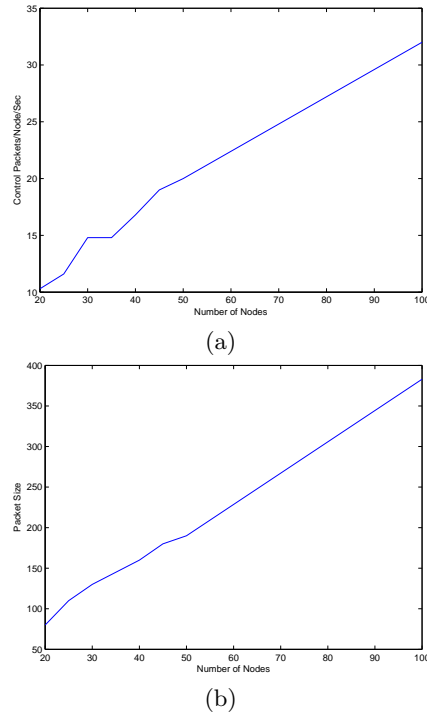 35
30
25
20
15
10
Control Packets/Node/Sec
20 30 40 50 60 70 80 90 100
Number of Nodes
(a)
400
350
300
250
200
150
100
50
Packet Size
20 30 40 50 60 70 80 90 100
Number of Nodes
(b)